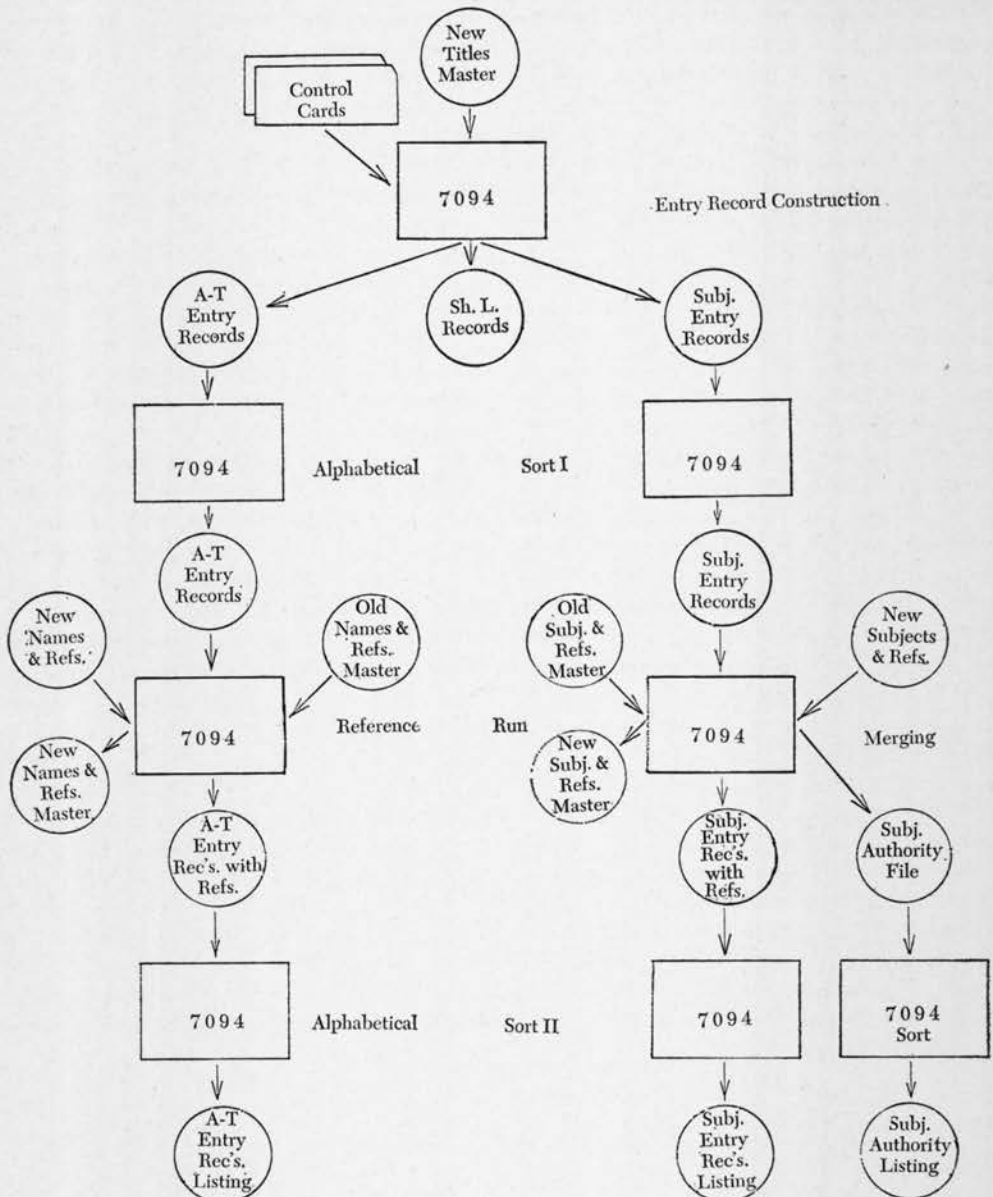 New
Titles
Master
Control
Cards
7094
Entry Record Construction
A-T
Entry
Records
Sh. L.
Records
Subj.
Entry
Records
7094
Alphabetical
Sort I
7094
A-T
Entry
Records
Subj.
Entry
Records
New
Names
& Refs.
Old
Names &
Refs.
Master
Old
Subj. &
Refs.
Master
New
Subjects
& Refs.
7094
Reference
Run
7094
Merging
New
Names &
Refs.
Master
New
Subj. &
Refs.
Master
A-T
Entry
Rec's. with
Refs.
Subj.
Entry
Rec's.
with
Refs.
Subj.
Authority
File
7094
Alphabetical
Sort II
7094
7094
Sort
A-T
Entry
Rec's.
Listing
Subj.
Entry
Rec's.
Listing
Subj.
Authority
Listing